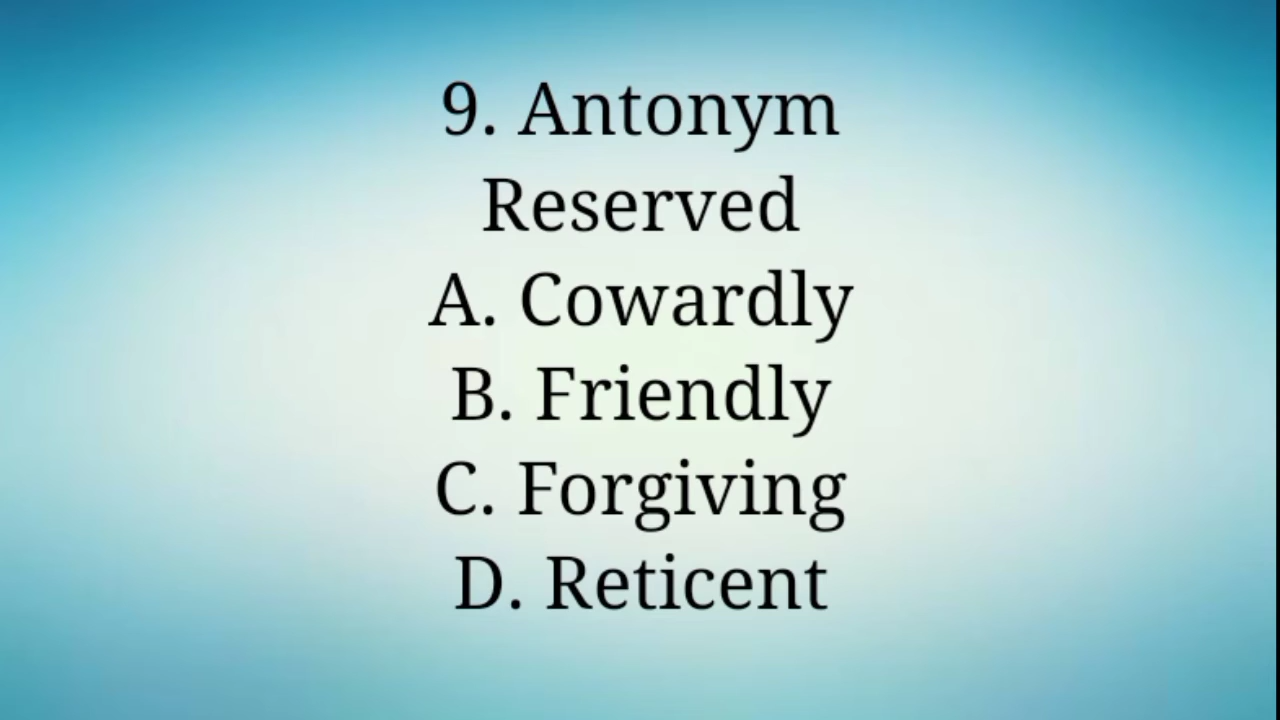 9. Antonym
Reserved
A. Cowardly
B. Friendly
C. Forgiving
D. Reticent